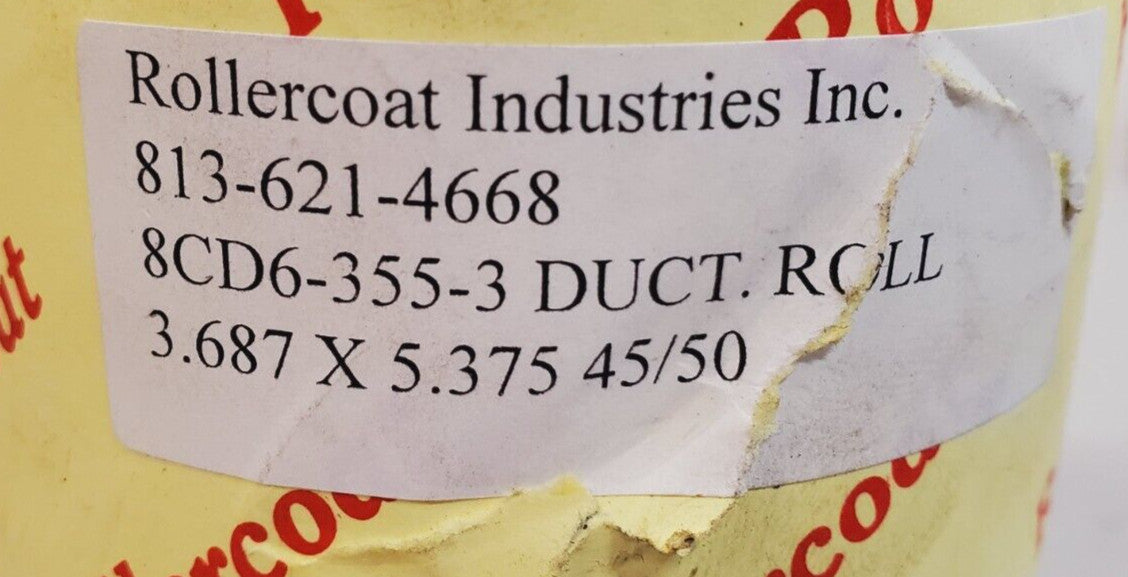 Rollercoat Industries Inc.
813-621-4668
8CD6-355-3 DUCT. ROLL
3.687 X 5.375 45/50